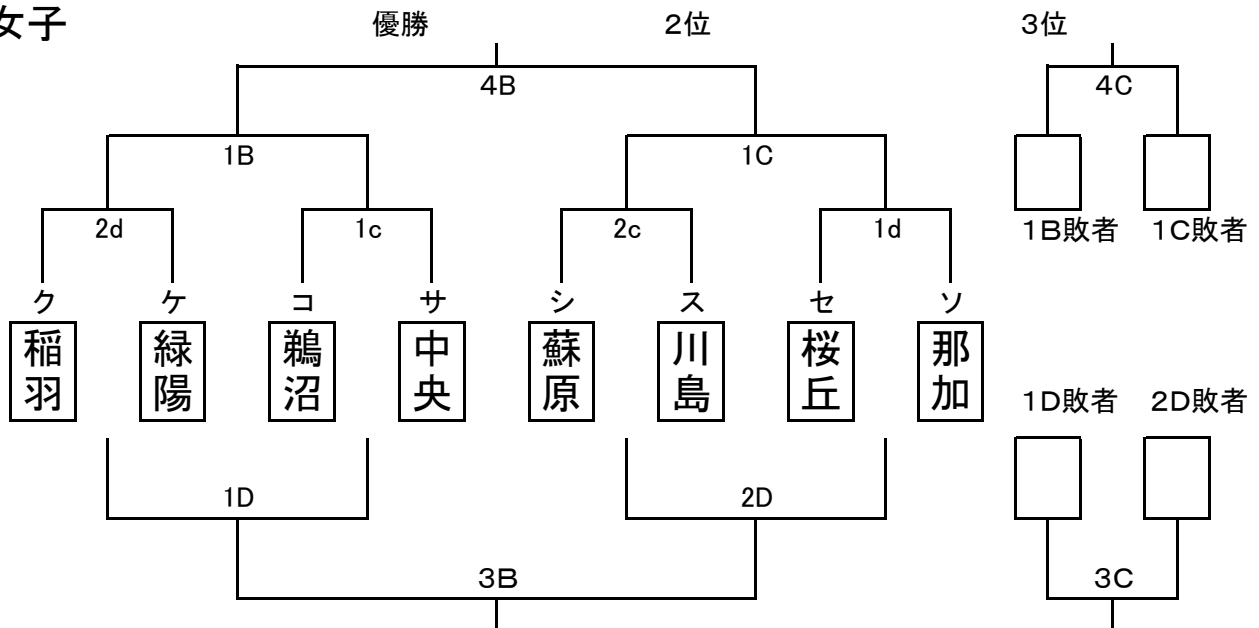 女子
優勝 2位 3位
4B 4C
1B 1C
2d 1c 2c 1d
1B敗者 1C敗者
ク ケ コ サ シ ス セ ソ
稲羽 緑陽 鵜沼 中央 蘇原 川島 桜丘 那加
1D敗者 2D敗者
1D 2D
3B 3C